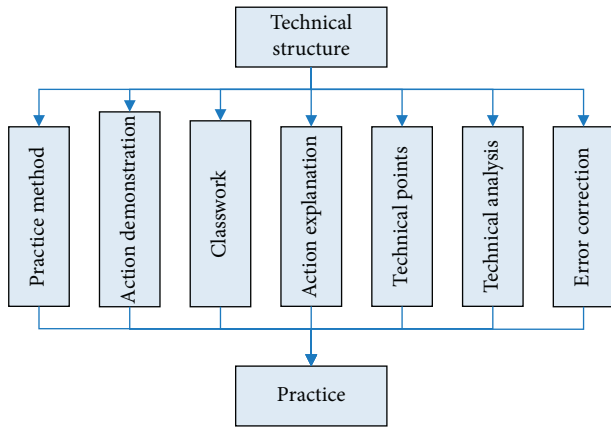 Technical
structure
Practice method
Action demonstration
Classwork
Action explanation
Technical points
Technical analysis
Error correction
Practice